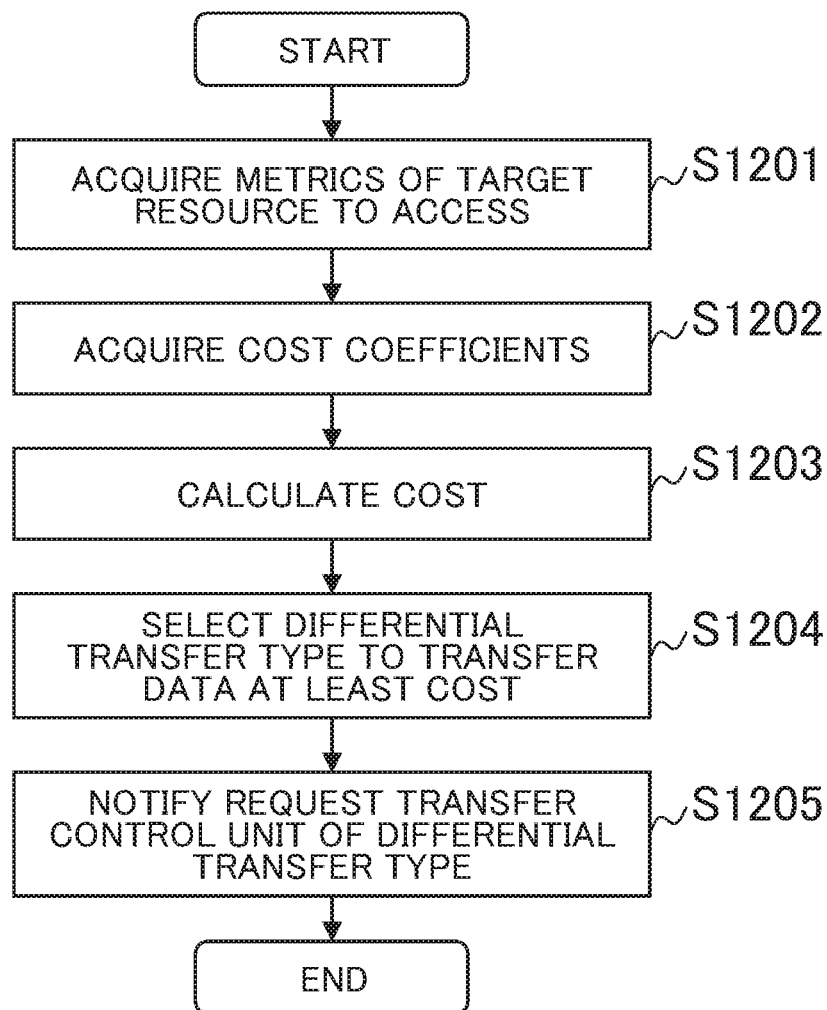 START
ACQUIRE METRICS OF TARGET
RESOURCE TO ACCESS
S1201
ACQUIRE COST COEFFICIENTS
S1202
CALCULATE COST
S1203
SELECT DIFFERENTIAL
TRANSFER TYPE TO TRANSFER
DATA AT LEAST COST
S1204
NOTIFY REQUEST TRANSFER
CONTROL UNIT OF DIFFERENTIAL
TRANSFER TYPE
S1205
END